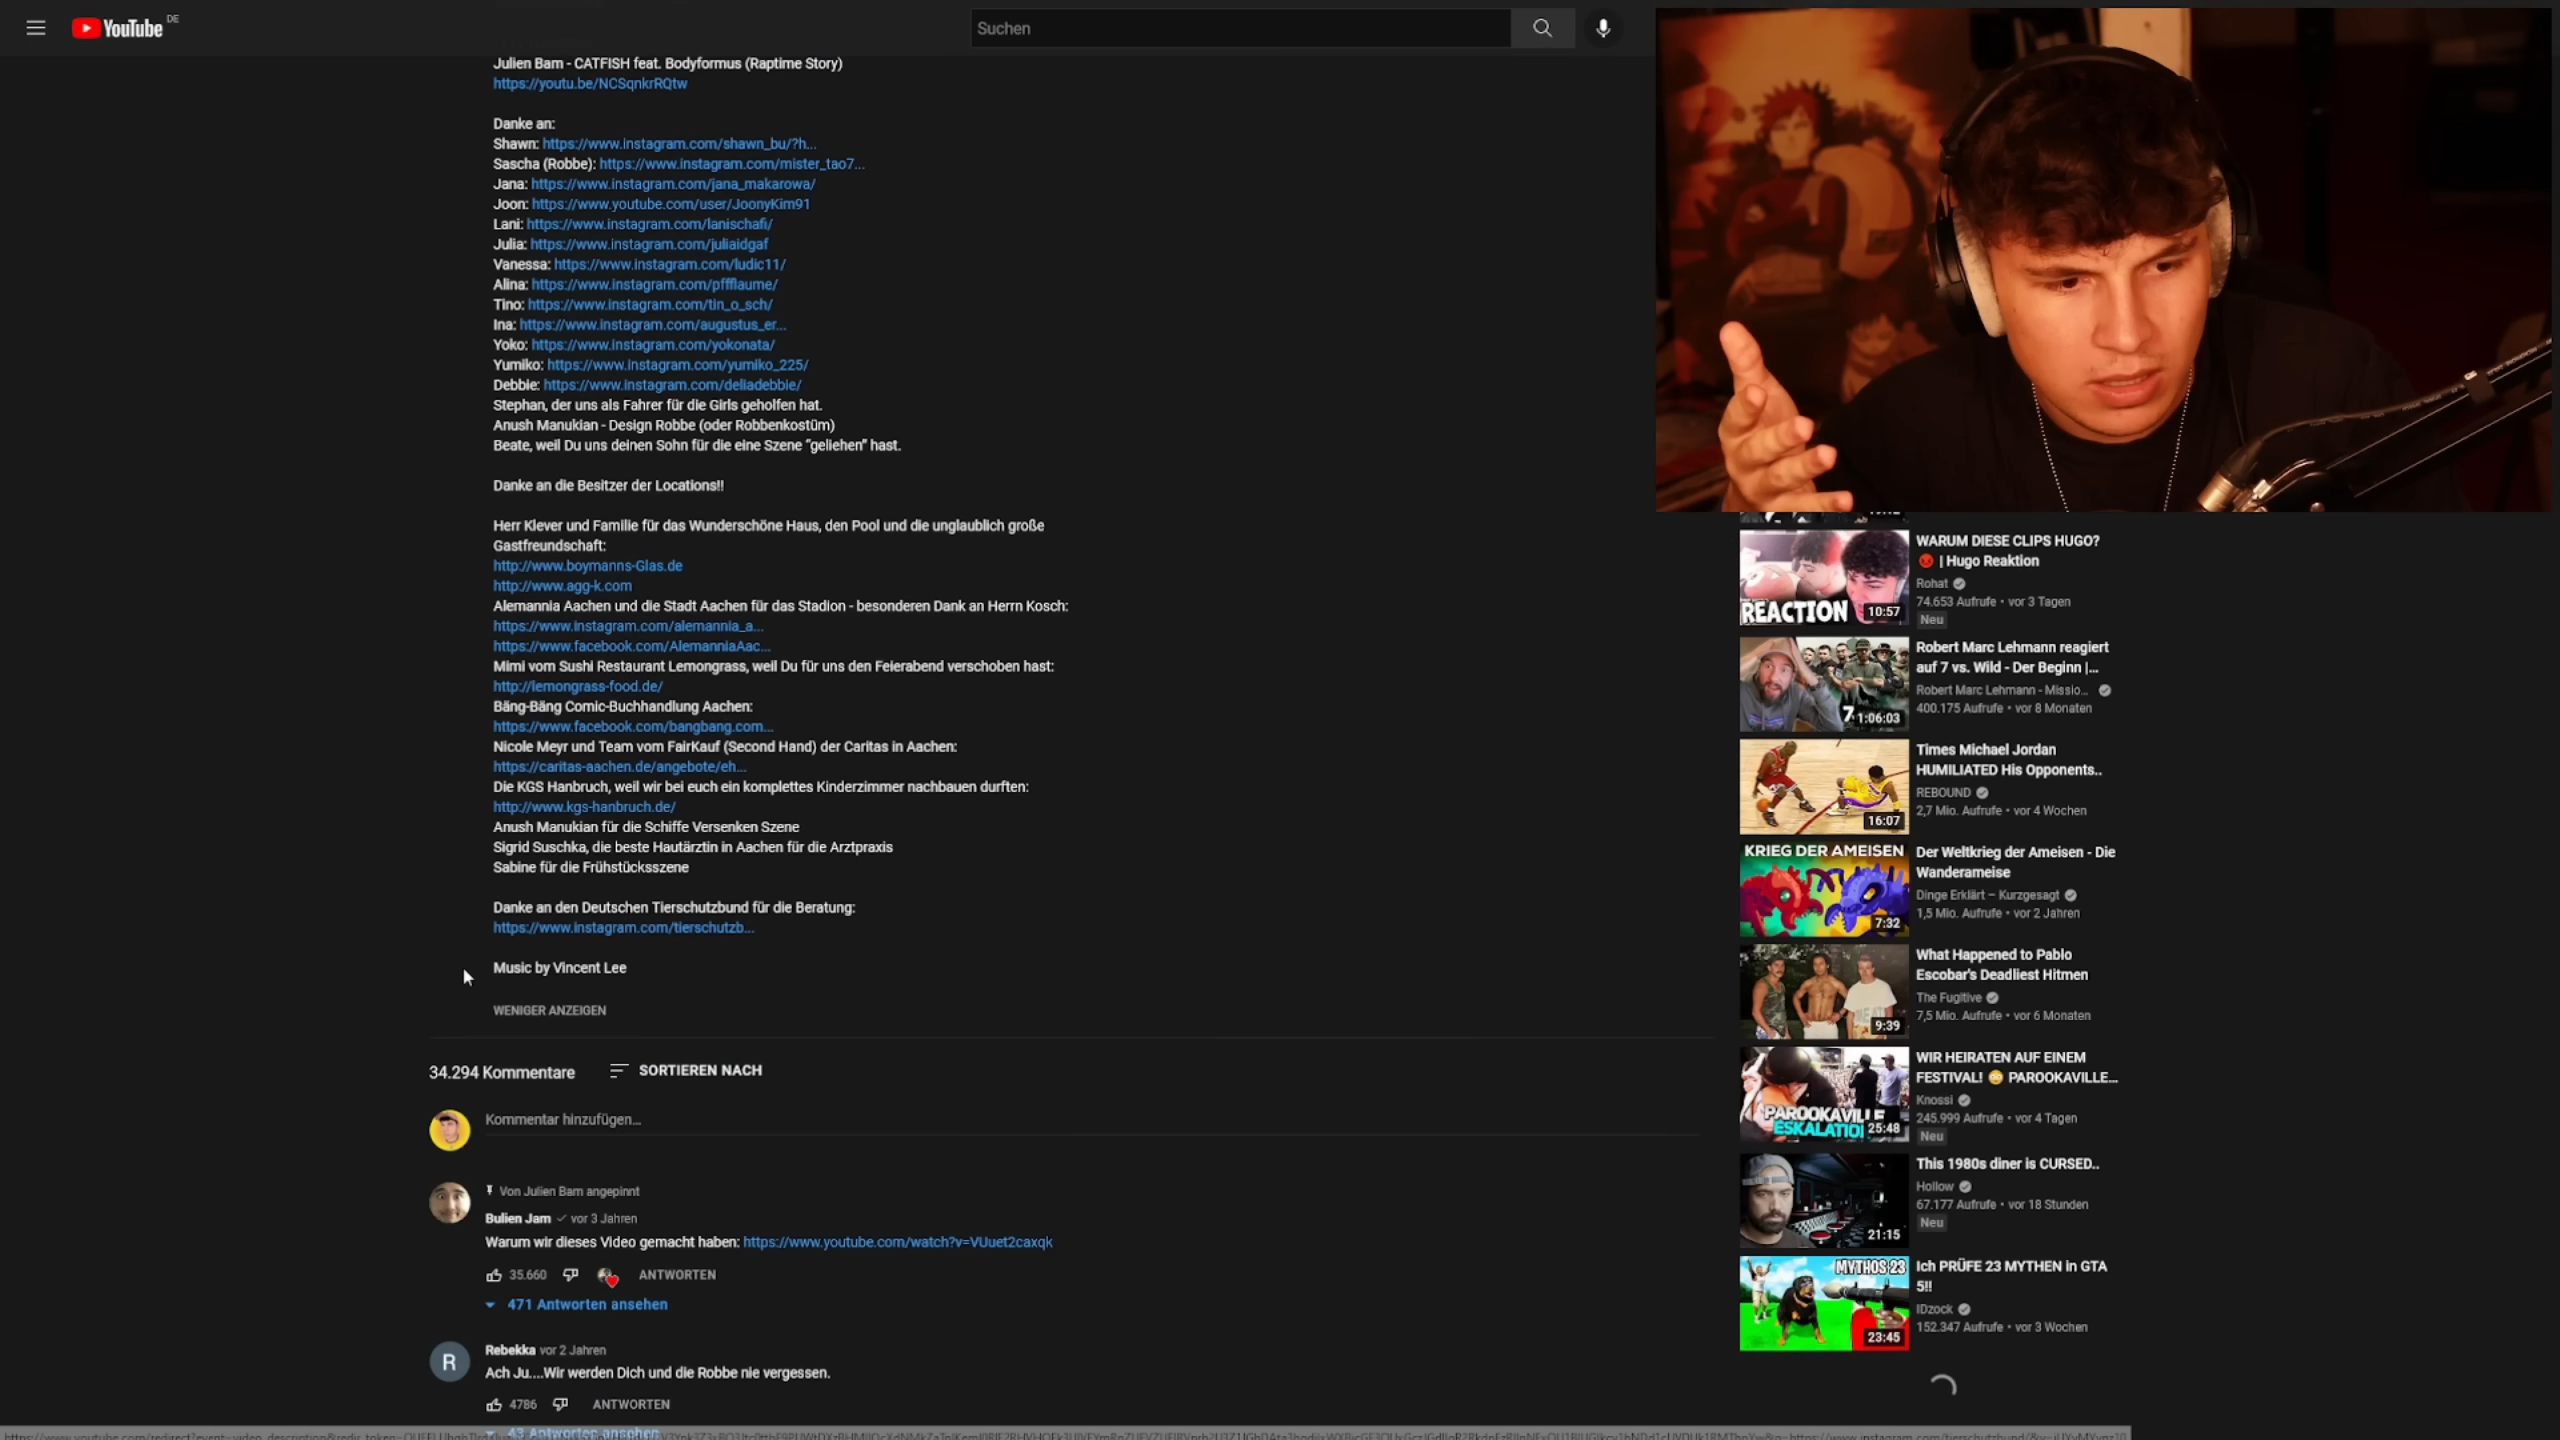 YouTube DE
Suchen
Julien Bam - CATFISH feat. Bodyformus (Raptime Story)
https://youtu.be/NCSqnkrRQtw
Danke an:
Shawn: https://www.instagram.com/shawn_bu/?h...
Sascha (Robbe): https://www.instagram.com/mister_tao7...
Jana: https://www.instagram.com/jana_makarowa/
Joon: https://www.youtube.com/user/JoonyKim91
Lani: https://www.instagram.com/lanischafi/
Julia: https://www.instagram.com/juliaidgaf
Vanessa: https://www.instagram.com/ludic11/
Alina: https://www.instagram.com/pffflaume/
Tino: https://www.instagram.com/tin_o_sch/
Ina: https://www.instagram.com/augustus_er...
Yoko: https://www.instagram.com/yokonata/
Yumiko: https://www.instagram.com/yumiko_225/
Debbie: https://www.instagram.com/deliadebbie/
Stephan, der uns als Fahrer für die Girls geholfen hat.
Anush Manukian - Design Robbe (oder Robbenkostüm)
Beate, weil Du uns deinen Sohn für die eine Szene “geliehen” hast.
Danke an die Besitzer der Locations!!
Herr Klever und Familie für das Wunderschöne Haus, den Pool und die unglaublich große
Gastfreundschaft:
http://www.boymanns-Glas.de
http://www.agg-k.com
Alemannia Aachen und die Stadt Aachen für das Stadion - besonderen Dank an Herrn Kosch:
https://www.instagram.com/alemannia_a...
https://www.facebook.com/AlemanniaAac...
Mimi vom Sushi Restaurant Lemongrass, weil Du für uns den Feierabend verschoben hast:
http://lemongrass-food.de/
Bäng-Bäng Comic-Buchhandlung Aachen:
https://www.facebook.com/bangbang.com...
Nicole Meyr und Team vom FairKauf (Second Hand) der Caritas in Aachen:
https://caritas-aachen.de/angebote/eh...
Die KGS Hanbruch, weil wir bei euch ein komplettes Kinderzimmer nachbauen durften:
http://www.kgs-hanbruch.de/
Anush Manukian für die Schiffe Versenken Szene
Sigrid Suschka, die beste Hautärztin in Aachen für die Arztpraxis
Sabine für die Frühstücksszene
Danke an den Deutschen Tierschutzbund für die Beratung:
https://www.instagram.com/tierschutzb...
Music by Vincent Lee
WENIGER ANZEIGEN
34.294 Kommentare
SORTIEREN NACH
Kommentar hinzufügen...
Von Julien Bam angepinnt
Bulien Jam vor 3 Jahren
Warum wir dieses Video gemacht haben: https://www.youtube.com/watch?v=VUuet2caxqk
35.660 ANTWORTEN
471 Antworten ansehen
R
Rebekka vor 2 Jahren
Ach Ju....Wir werden Dich und die Robbe nie vergessen.
4786 ANTWORTEN
43 Antworten ansehen
REACTION 10:57
WARUM DIESE CLIPS HUGO?
😡 | Hugo Reaktion
Rohat
74.653 Aufrufe • vor 3 Tagen
Neu
7 1:06:03
Robert Marc Lehmann reagiert
auf 7 vs. Wild - Der Beginn |...
Robert Marc Lehmann - Missio...
400.175 Aufrufe • vor 8 Monaten
16:07
Times Michael Jordan
HUMILIATED His Opponents..
REBOUND
2,7 Mio. Aufrufe • vor 4 Wochen
KRIEG DER AMEISEN
7:32
Der Weltkrieg der Ameisen - Die
Wanderameise
Dinge Erklärt – Kurzgesagt
1,5 Mio. Aufrufe • vor 2 Jahren
9:39
What Happened to Pablo
Escobar's Deadliest Hitmen
The Fugitive
7,5 Mio. Aufrufe • vor 6 Monaten
PAROOKAVILLE
ESKALATIO 25:48
WIR HEIRATEN AUF EINEM
FESTIVAL! 😳 PAROOKAVILLE...
Knossi
245.999 Aufrufe • vor 4 Tagen
Neu
21:15
This 1980s diner is CURSED..
Hollow
67.177 Aufrufe • vor 18 Stunden
Neu
MYTHOS 23
23:45
Ich PRÜFE 23 MYTHEN in GTA
5!!
IDzock
152.347 Aufrufe • vor 3 Wochen